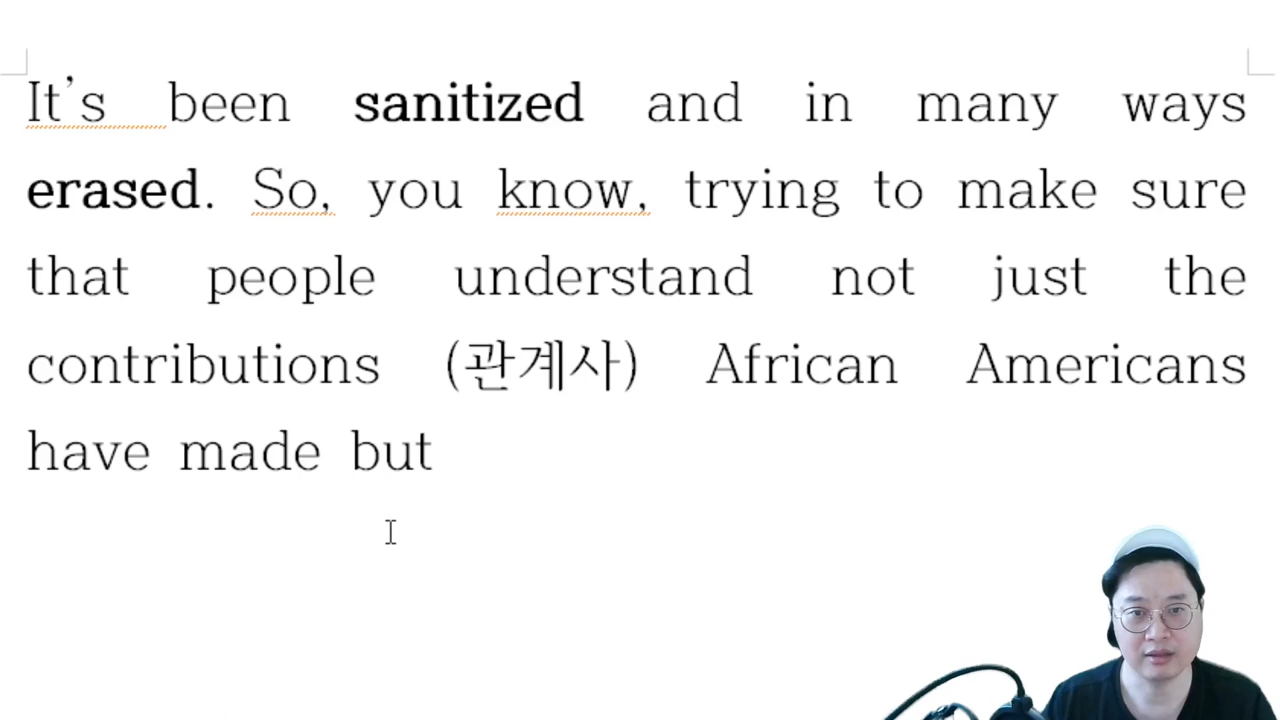 It’s been sanitized and in many ways
erased. So, you know, trying to make sure
that people understand not just the
contributions (관계사) African Americans
have made but